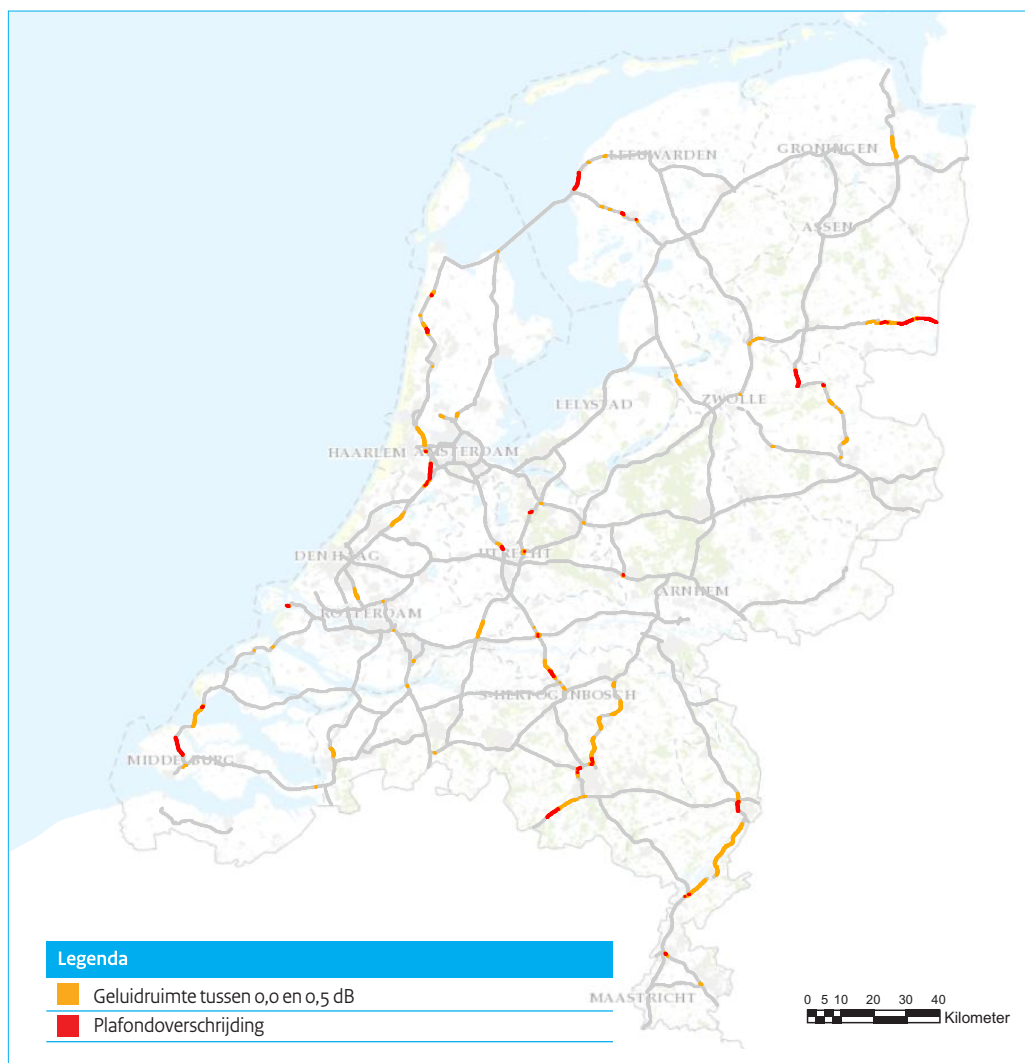 LEEUWARDEN
GRONINGEN
ASSEN
LELYSTAD
ZWOLLE
HAARLEM
AMSTERDAM
DEN HAAG
UTRECHT
ARNHEM
ROTTERDAM
'S-HERTOGENBOSCH
MIDDELBURG
MAASTRICHT
Legenda
Geluidruimte tussen 0,0 en 0,5 dB
Plafondoverschrijding
0 5 10 20 30 40
Kilometer